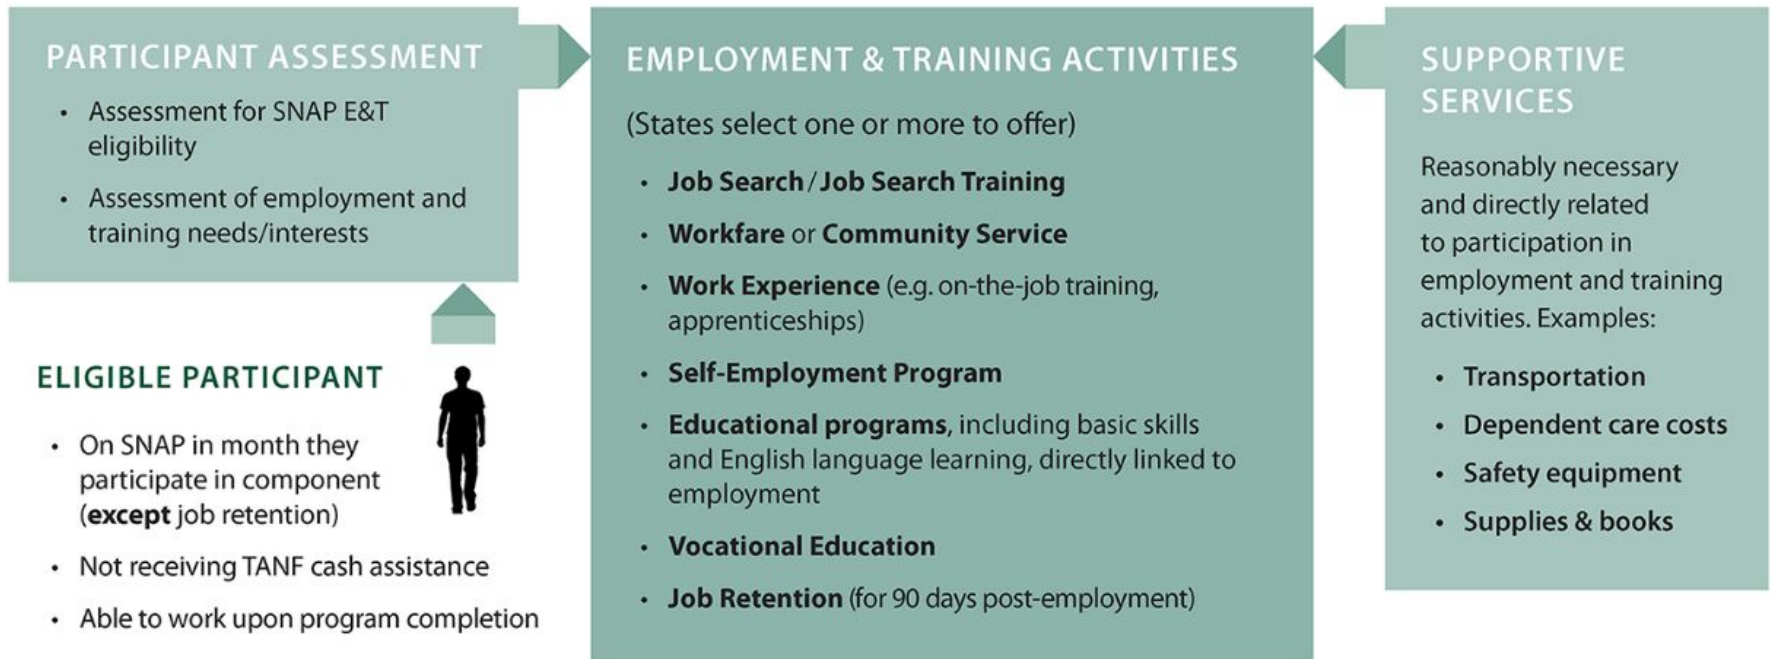 PARTICIPANT ASSESSMENT
• Assessment for SNAP E&T
eligibility
• Assessment of employment and
training needs/interests
ELIGIBLE PARTICIPANT
• On SNAP in month they
participate in component
(except job retention)
• Not receiving TANF cash assistance
• Able to work upon program completion
EMPLOYMENT & TRAINING ACTIVITIES
(States select one or more to offer)
• Job Search/Job Search Training
• Workfare or Community Service
• Work Experience (e.g. on-the-job training,
apprenticeships)
• Self-Employment Program
• Educational programs, including basic skills
and English language learning, directly linked to
employment
• Vocational Education
• Job Retention (for 90 days post-employment)
SUPPORTIVE
SERVICES
Reasonably necessary
and directly related
to participation in
employment and training
activities. Examples:
• Transportation
• Dependent care costs
• Safety equipment
• Supplies & books